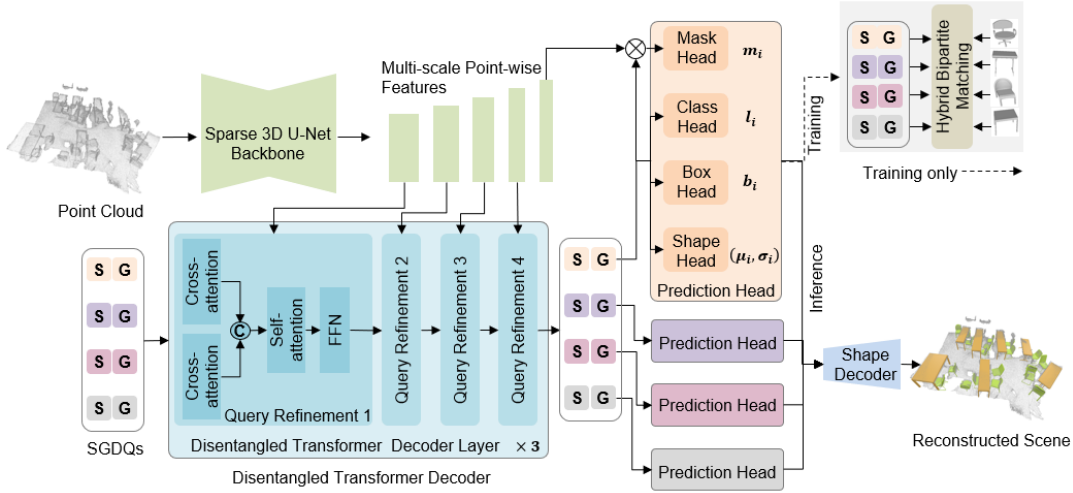 Point Cloud
Sparse 3D U-Net
Backbone
Multi-scale Point-wise
Features
Mask
Head
m_i
Class
Head
l_i
Box
Head
b_i
Shape
Head
(μ_i, σ_i)
Prediction Head
Training
Inference
S G
S G
S G
S G
Hybrid Bipartite
Matching
Training only
S G
S G
S G
S G
SGDQs
Cross-
attention
Cross-
attention
C
Self-
attention
FFN
Query Refinement 1
Query Refinement 2
Query Refinement 3
Query Refinement 4
Disentangled Transformer Decoder Layer × 3
Disentangled Transformer Decoder
S G
S G
S G
S G
Prediction Head
Prediction Head
Prediction Head
Shape
Decoder
Reconstructed Scene